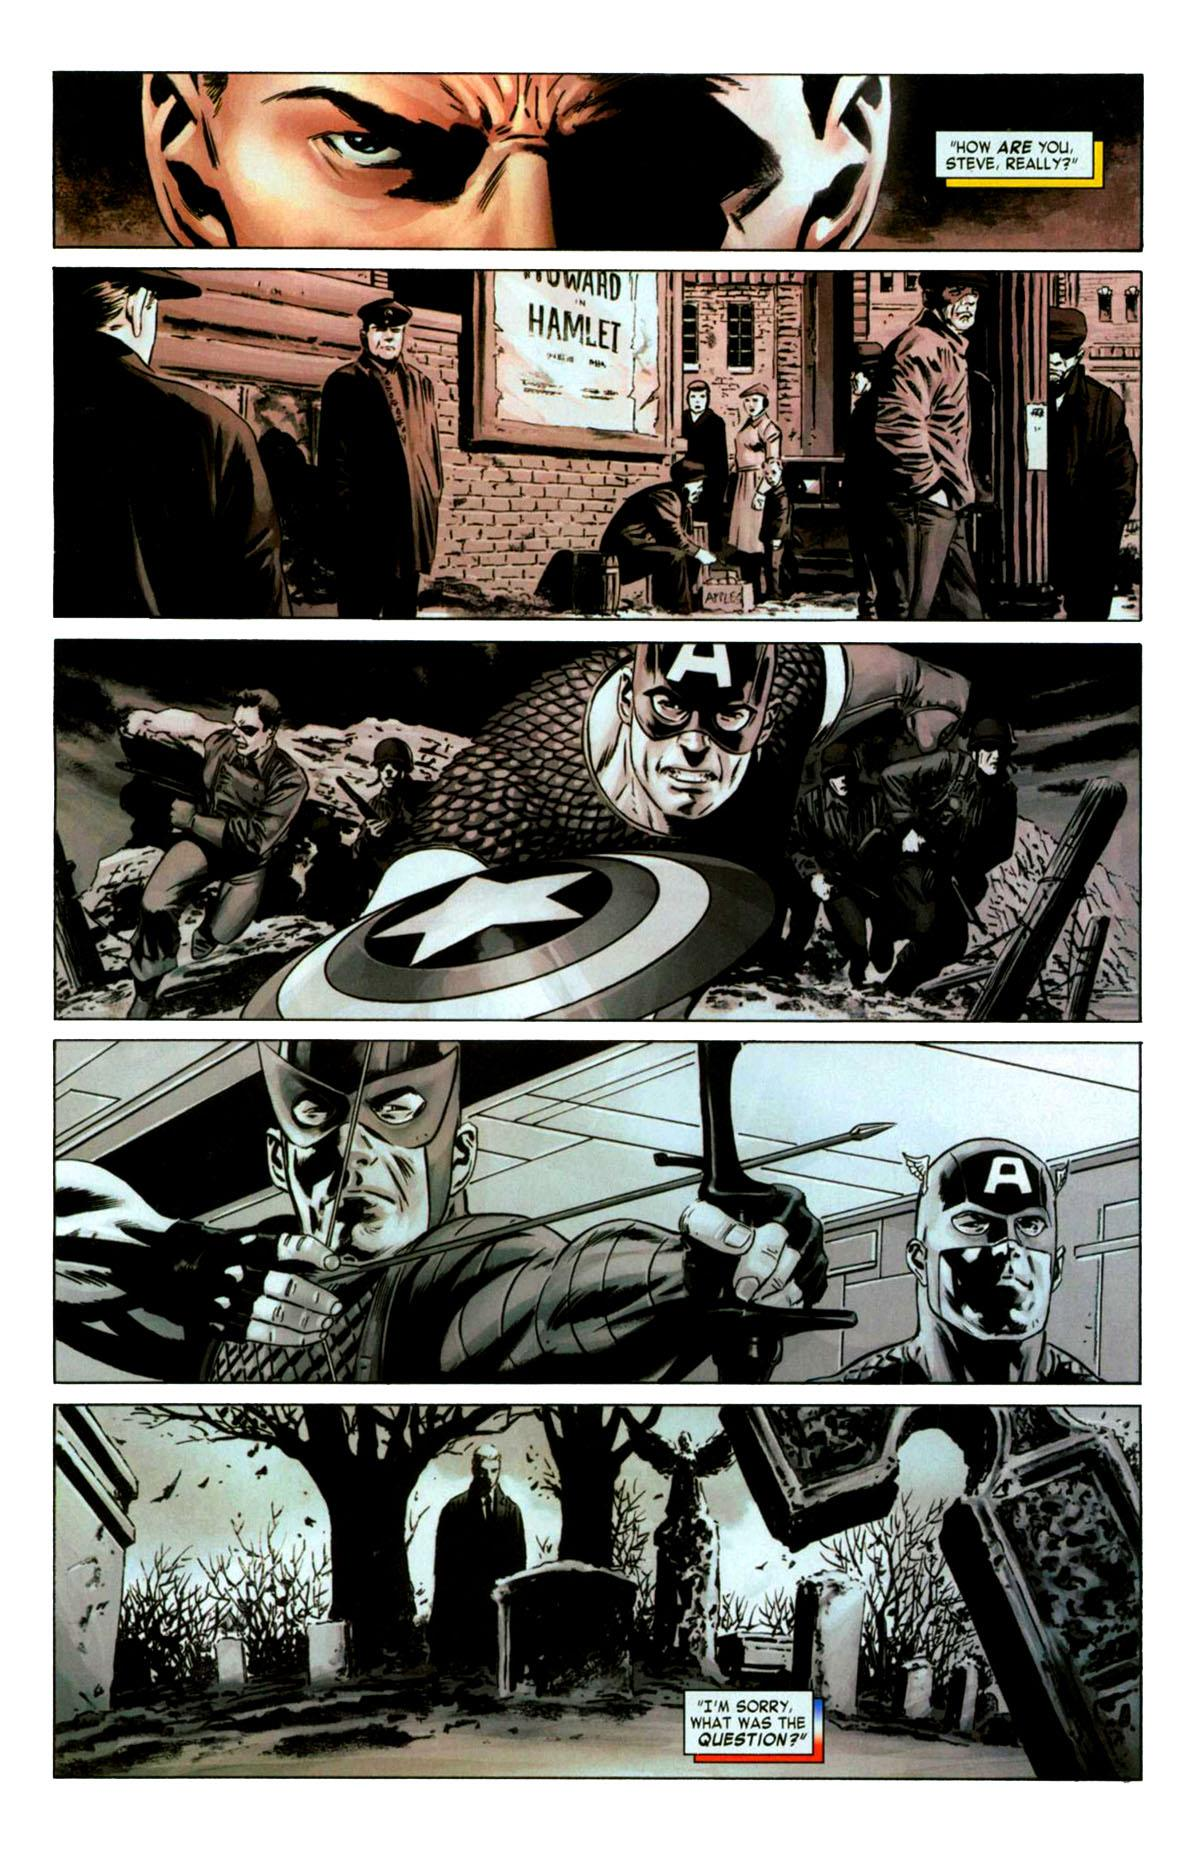 "HOW ARE YOU,
STEVE, REALLY?"
HOWARD
IN
HAMLET
APPLES
A
A
"I'M SORRY,
WHAT WAS THE
QUESTION?"